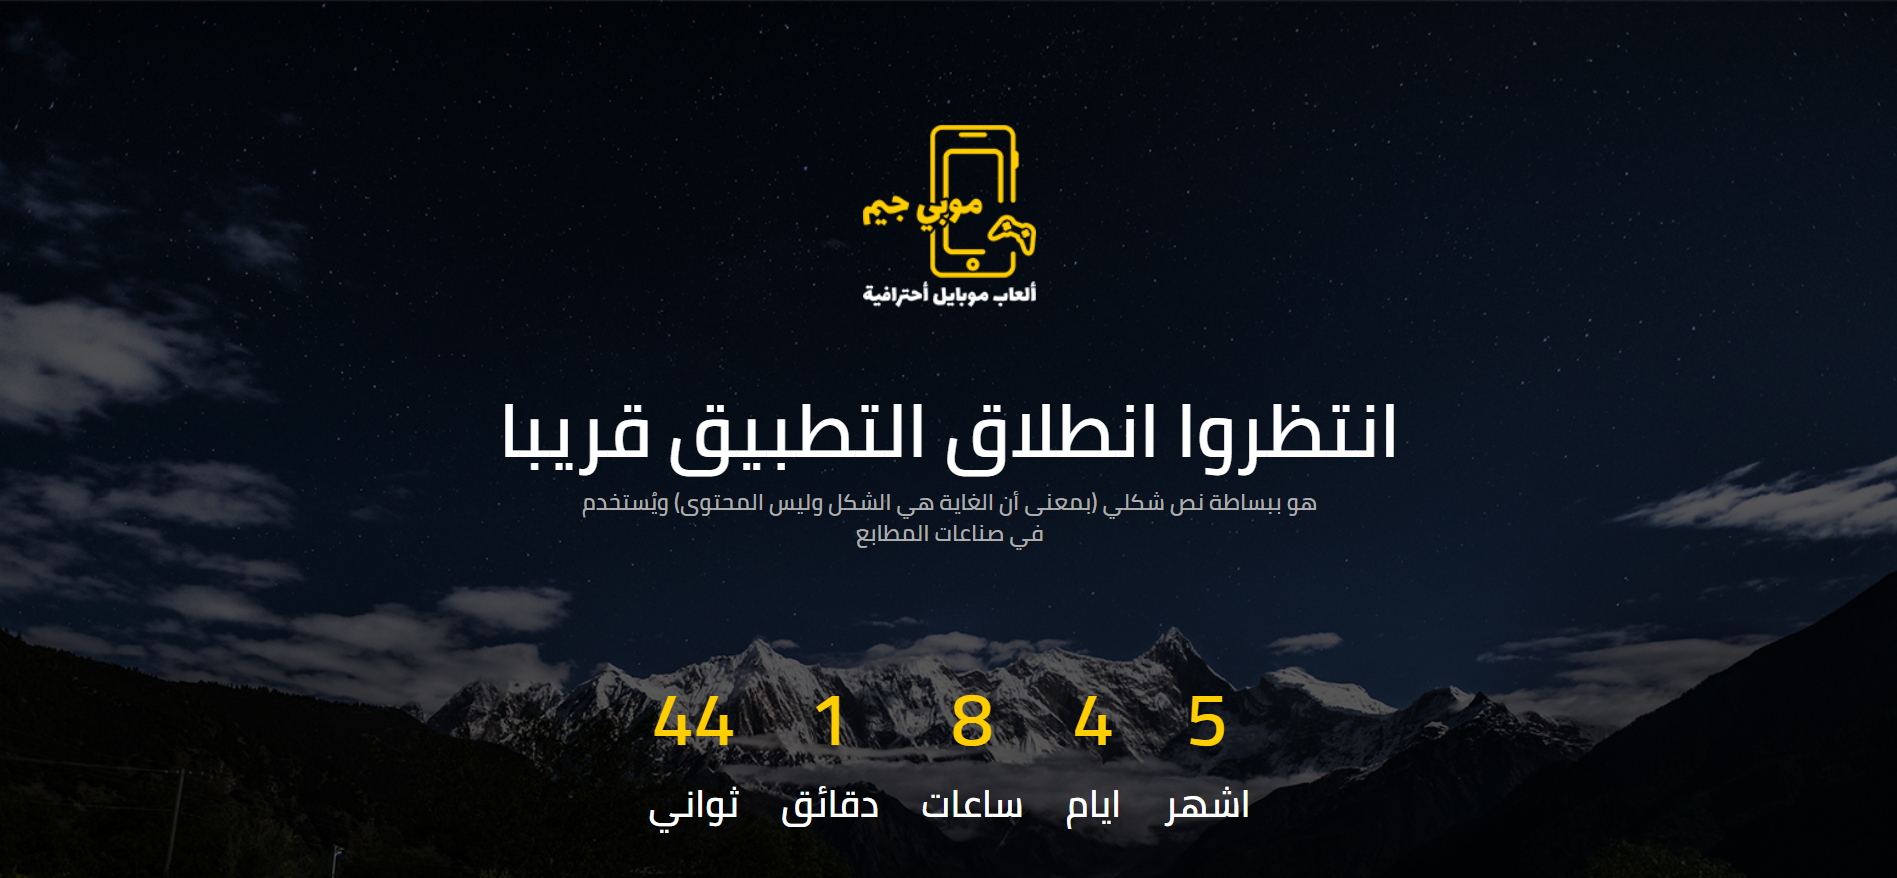 موبي جيم
ألعاب موبايل أحترافية
انتظروا انطلاق التطبيق قريبا
هو ببساطة نص شكلي (بمعنى أن الغاية هي الشكل وليس المحتوى) ويُستخدم
في صناعات المطابع
5 4 8 1 44
اشهر ايام ساعات دقائق ثواني